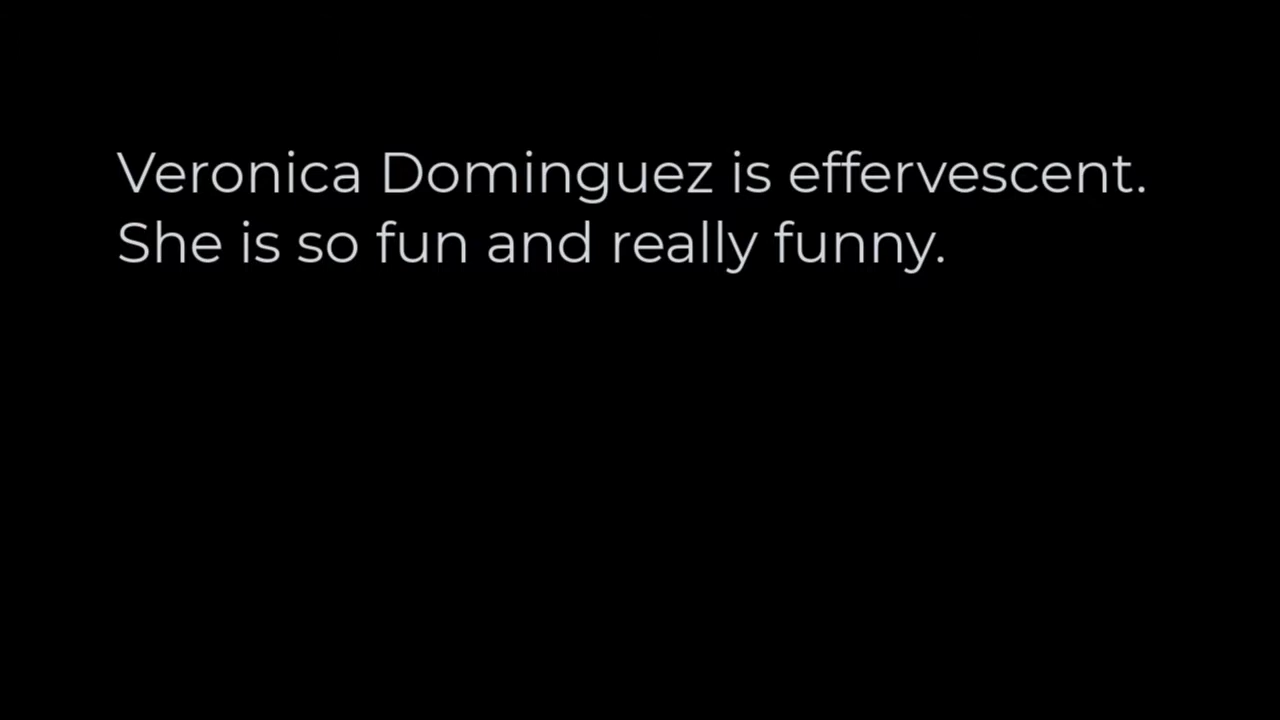 Veronica Dominguez is effervescent.
She is so fun and really funny.